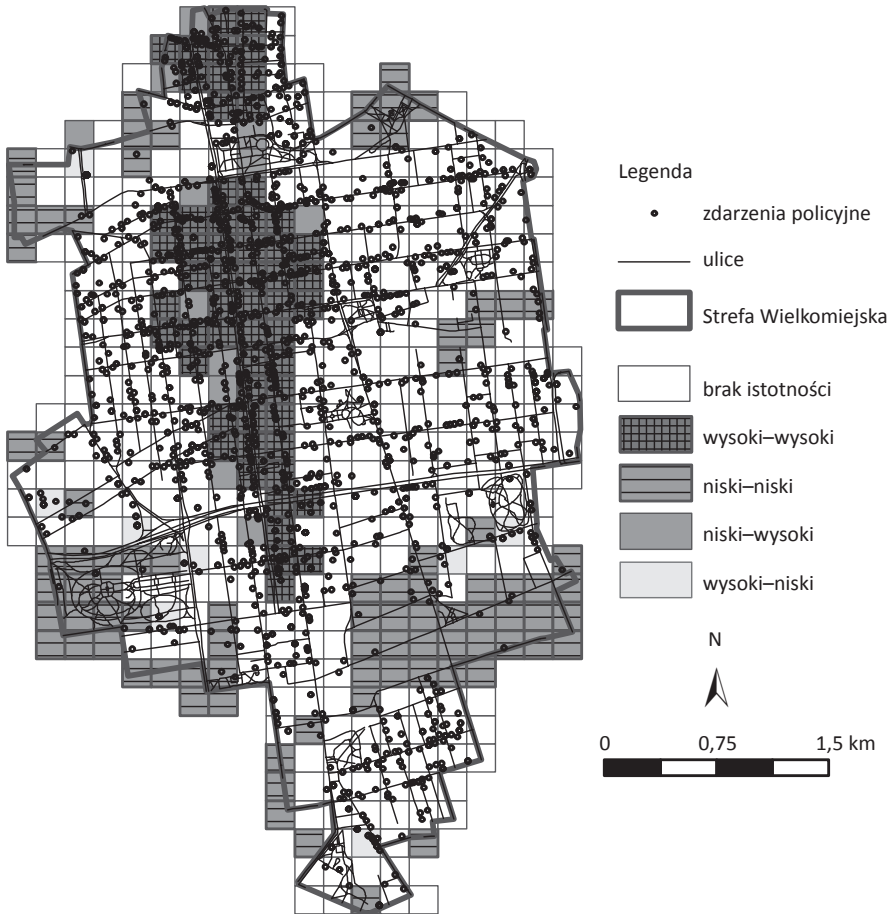 Legenda
zdarzenia policyjne
ulice
Strefa Wielkomiejska
brak istotności
wysoki–wysoki
niski–niski
niski–wysoki
wysoki–niski
N
0 0,75 1,5 km